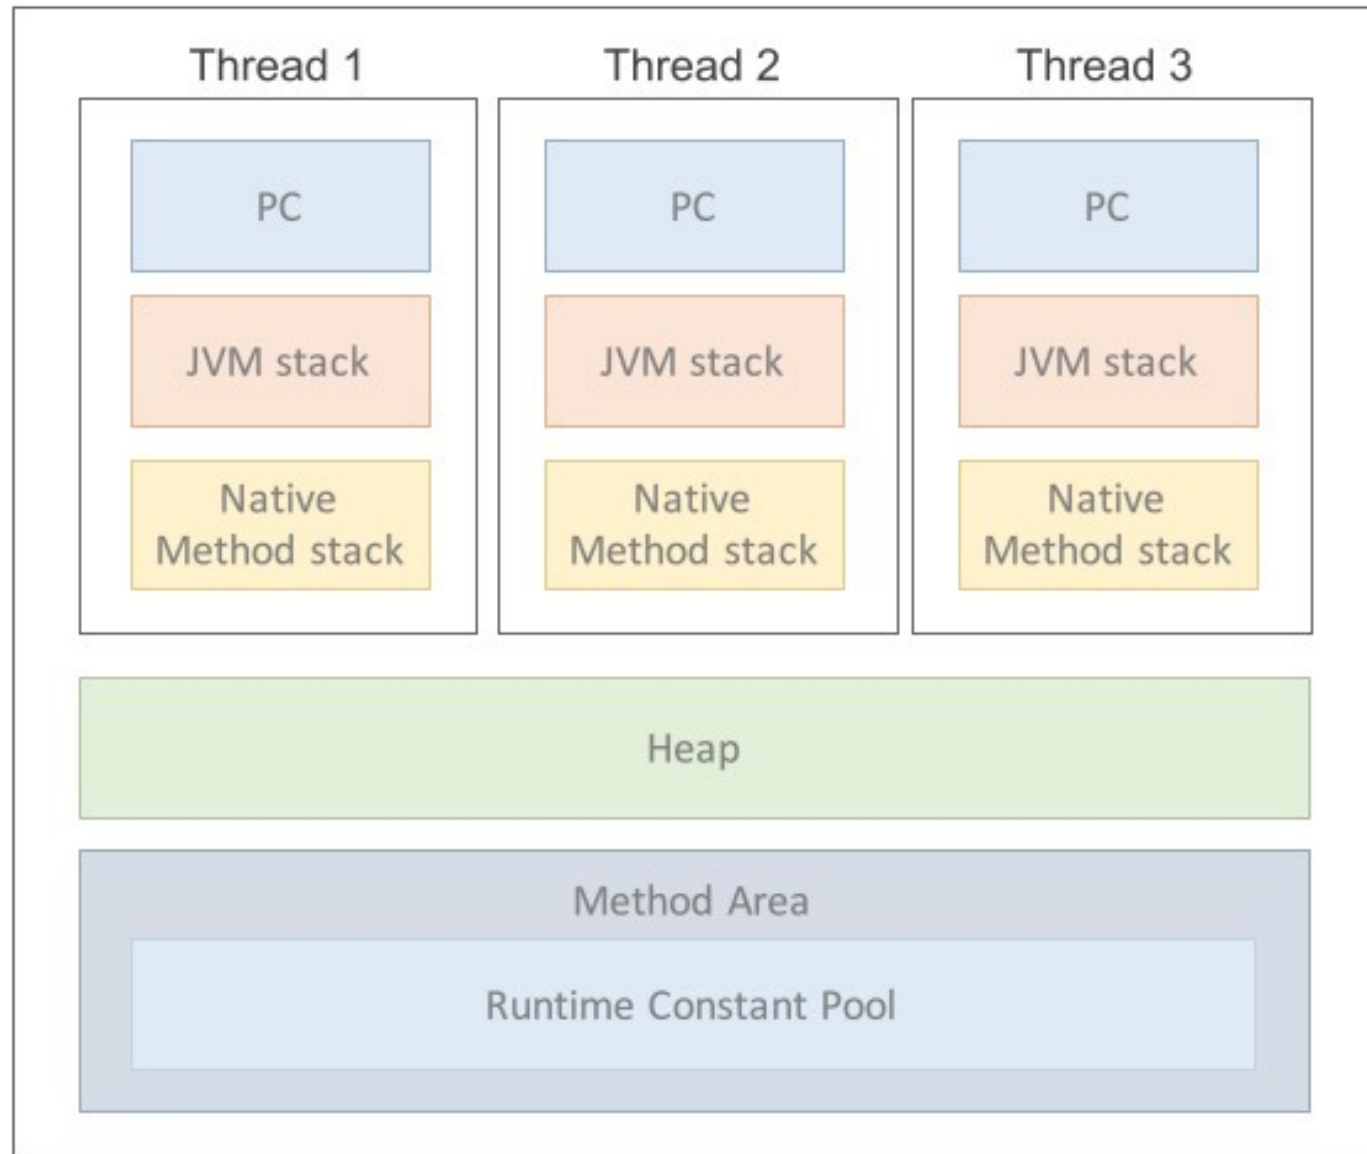 Thread 1
Thread 2
Thread 3
PC
PC
PC
JVM stack
JVM stack
JVM stack
Native
Method stack
Native
Method stack
Native
Method stack
Heap
Method Area
Runtime Constant Pool